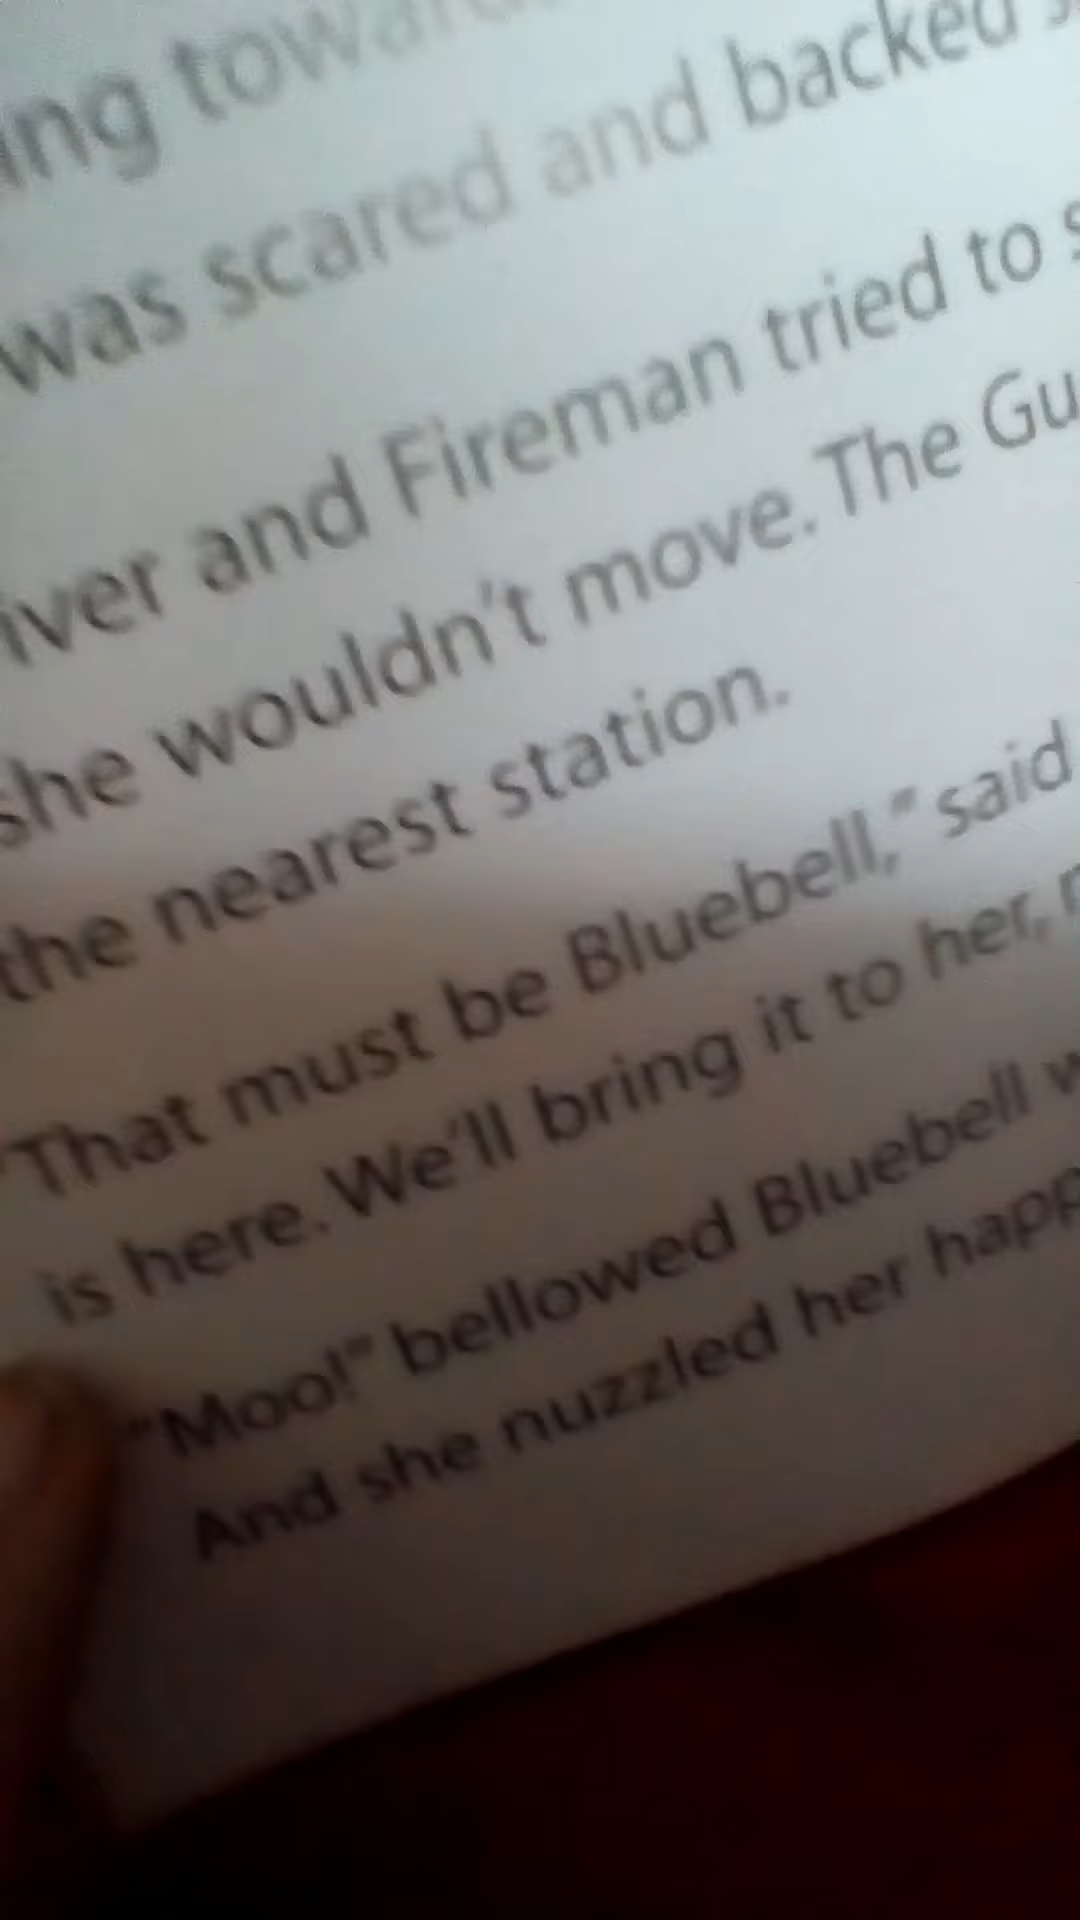 ing
was scared and backed
iver and Fireman tried to s
she wouldn't move. The Gu
the nearest station.
"That must be Bluebell," said
is here. We'll bring it to her,
"Moo!" bellowed Bluebell w
And she nuzzled her happ